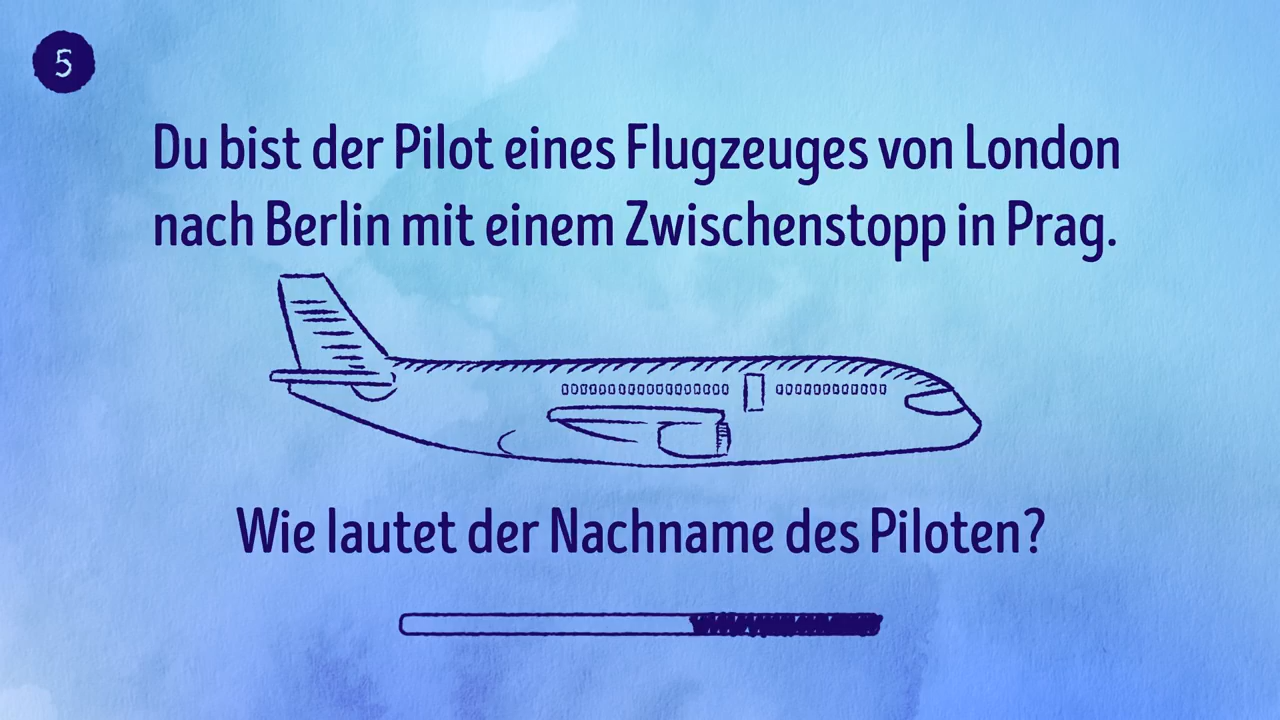 5
Du bist der Pilot eines Flugzeuges von London
nach Berlin mit einem Zwischenstopp in Prag.
Wie lautet der Nachname des Piloten?